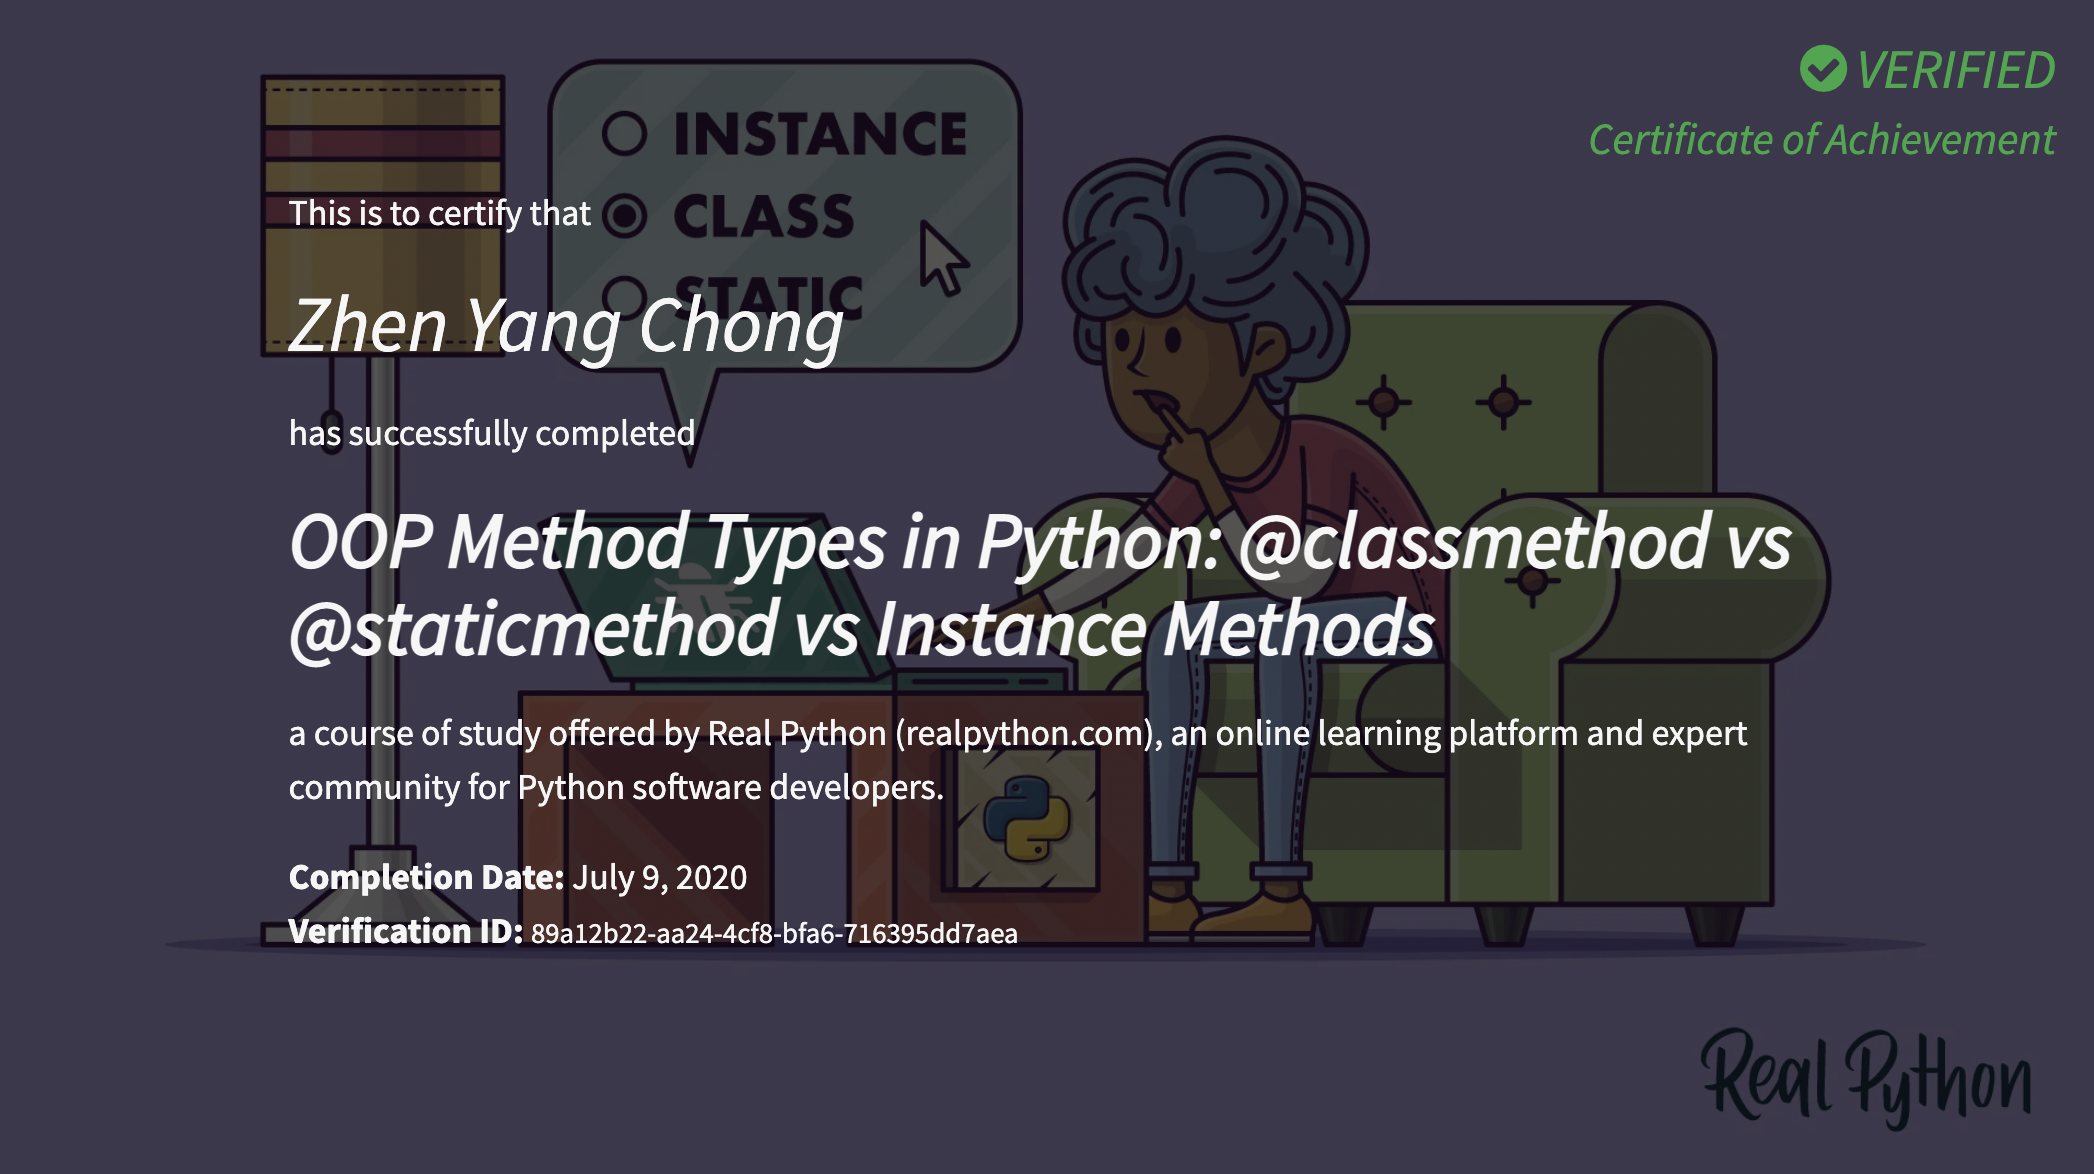 VERIFIED
Certificate of Achievement
INSTANCE
CLASS
STATIC
This is to certify that
Zhen Yang Chong
has successfully completed
OOP Method Types in Python: @classmethod vs
@staticmethod vs Instance Methods
a course of study offered by Real Python (realpython.com), an online learning platform and expert
community for Python software developers.
Completion Date: July 9, 2020
Verification ID: 89a12b22-aa24-4cf8-bfa6-716395dd7aea
Real Python